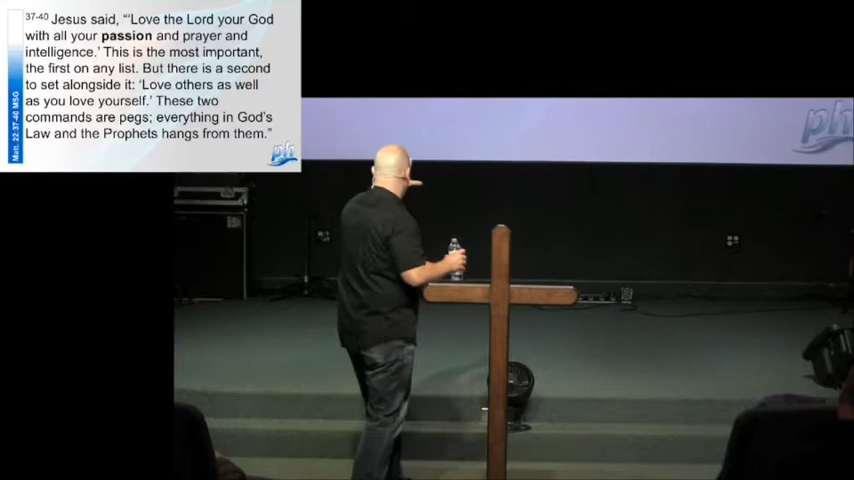 37-40 Jesus said, “‘Love the Lord your God
with all your passion and prayer and
intelligence.’ This is the most important,
the first on any list. But there is a second
to set alongside it: ‘Love others as well
as you love yourself.’ These two
commands are pegs; everything in God’s
Law and the Prophets hangs from them.”
Matt. 22:37-40 MSG
ph
ph